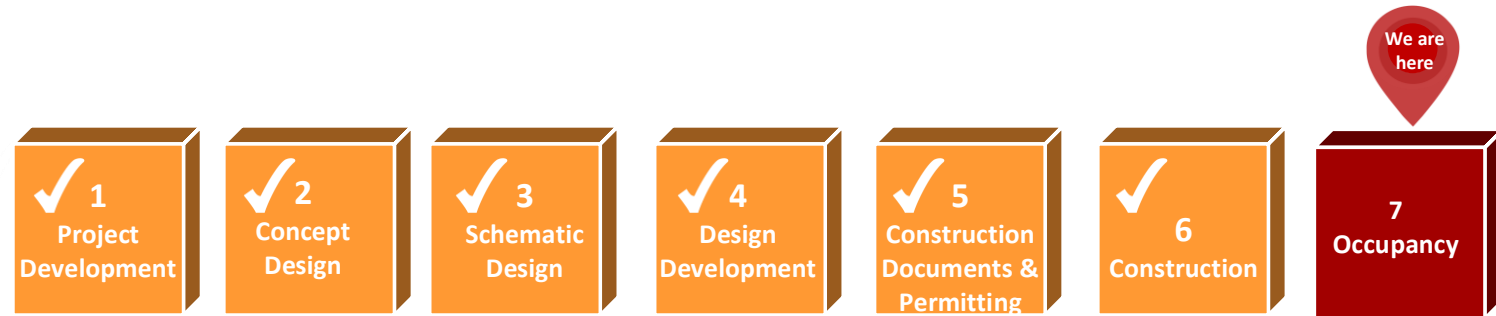 We are
here
1
Project
Development
2
Concept
Design
3
Schematic
Design
4
Design
Development
5
Construction
Documents &
Permitting
6
Construction
7
Occupancy